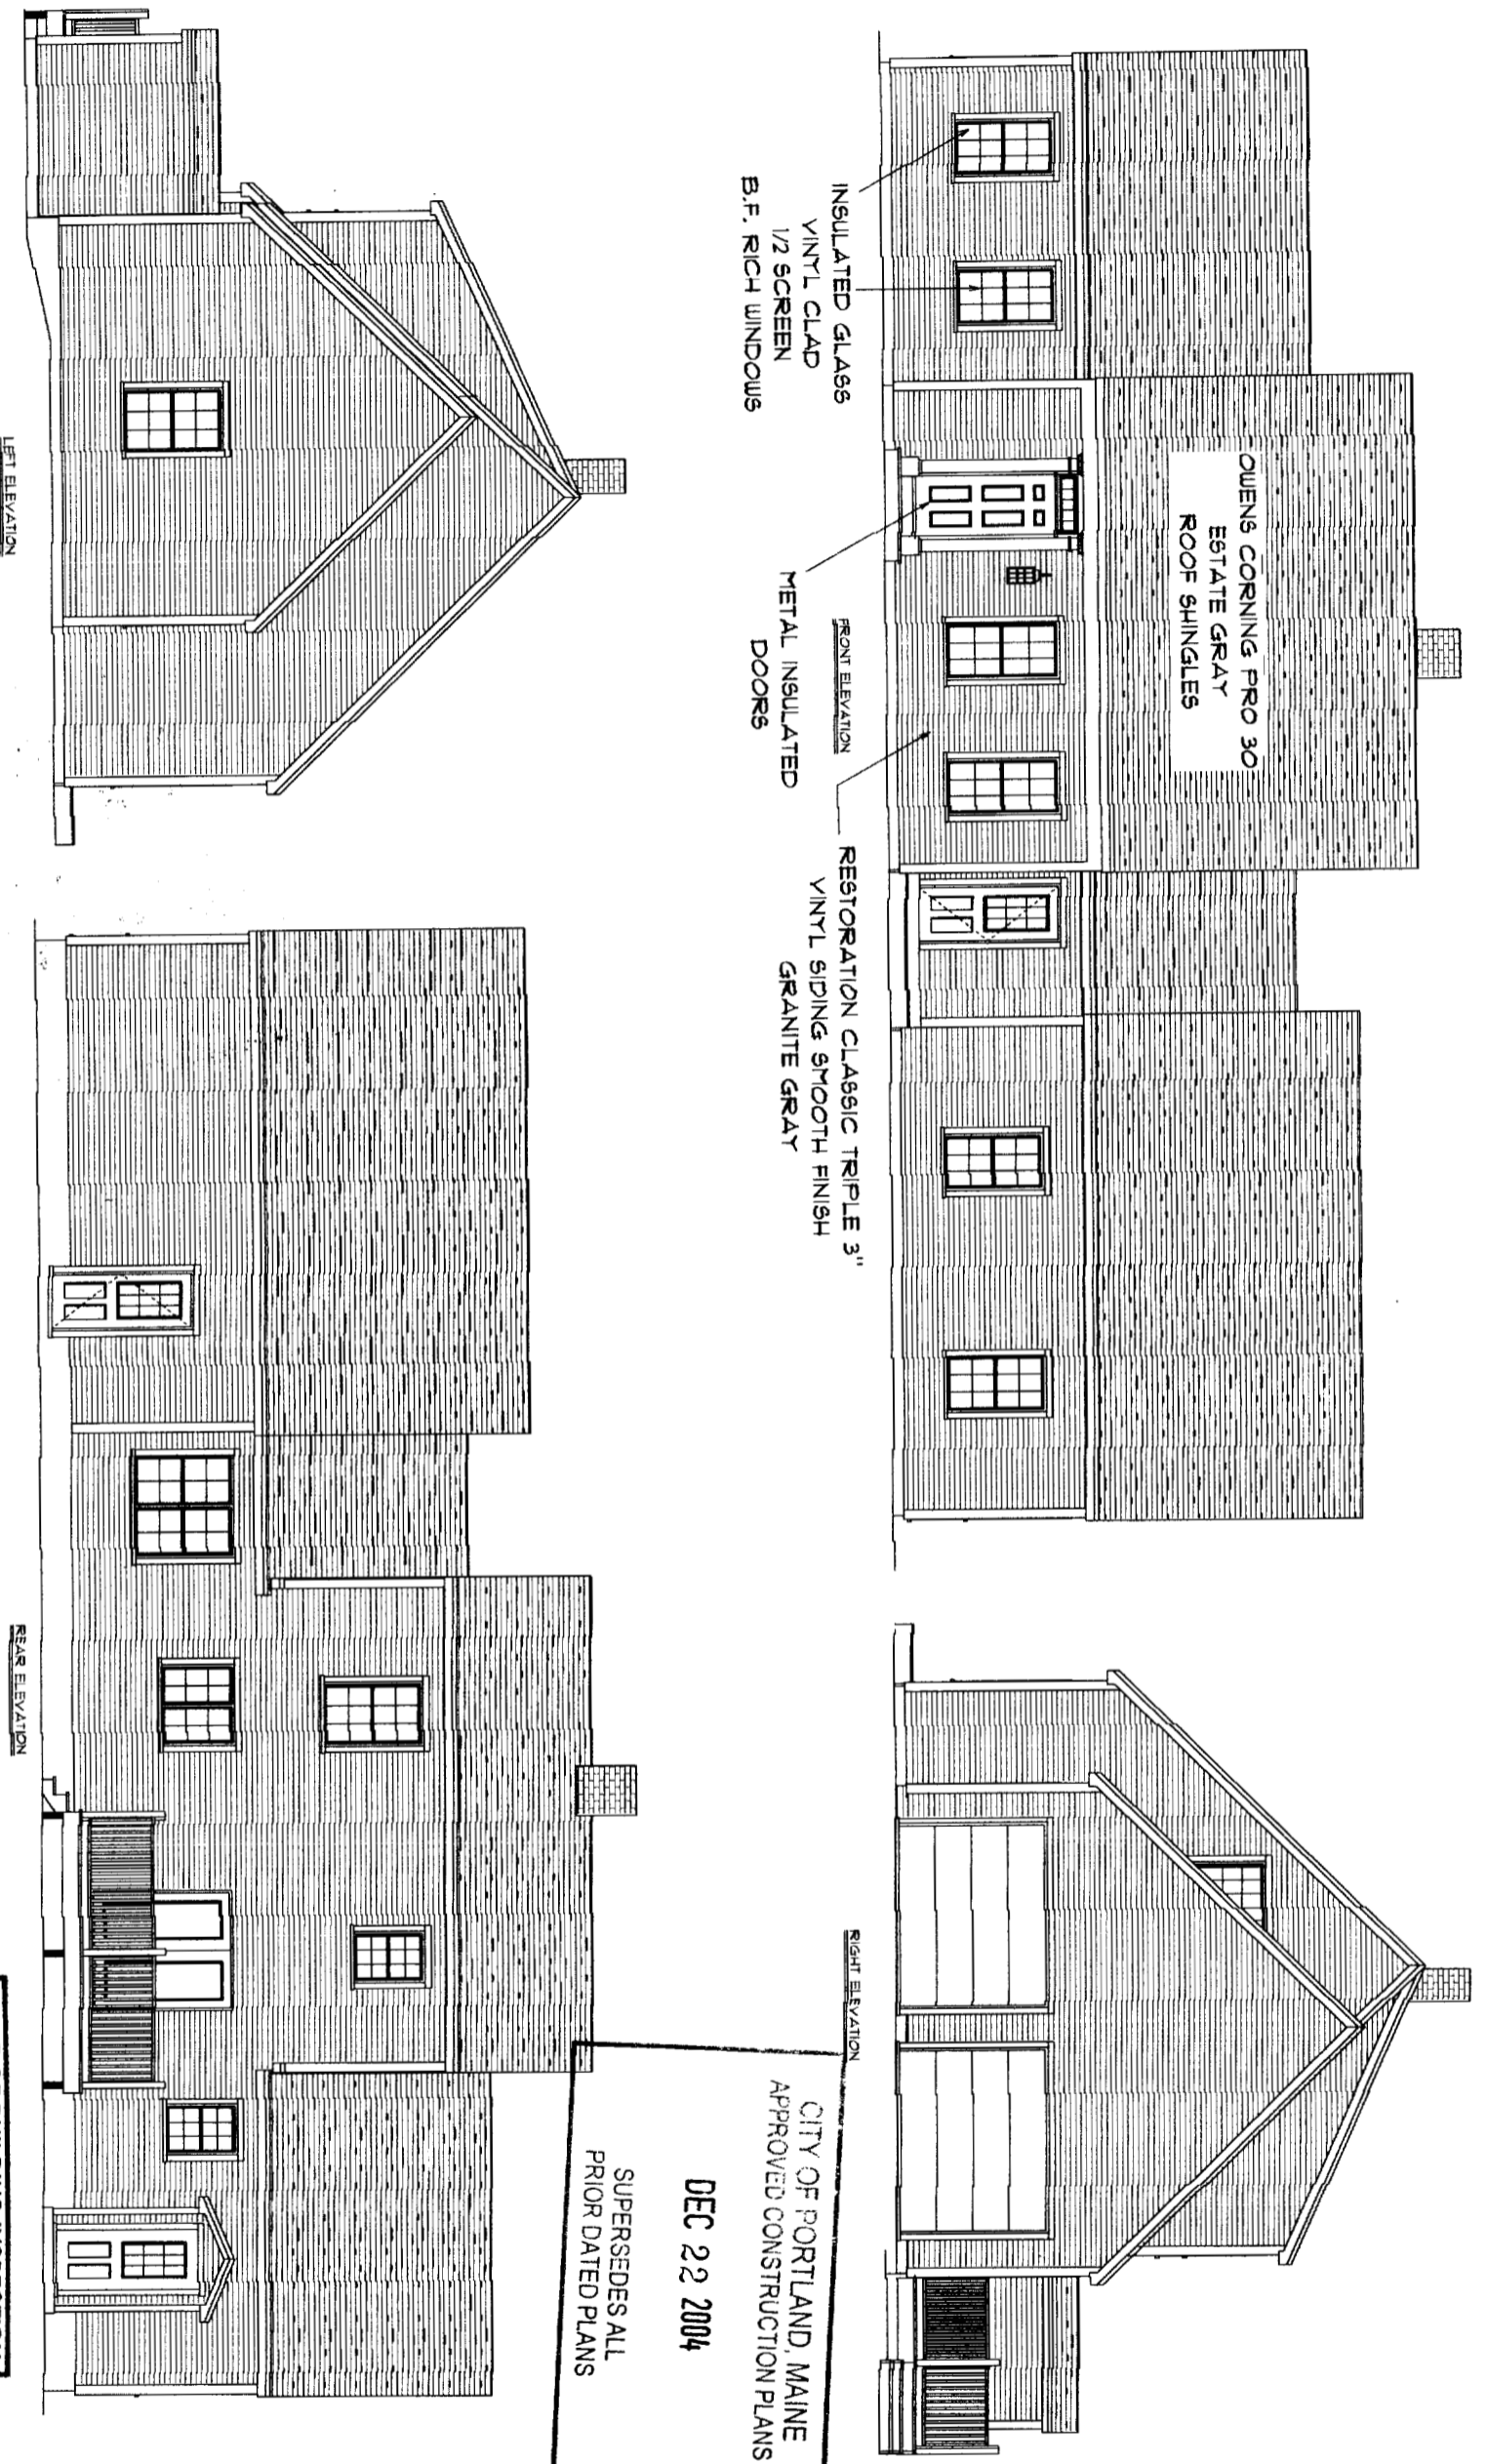 OWENS CORNING PRO 30
ESTATE GRAY
ROOF SHINGLES
INSULATED GLASS
VINYL CLAD
1/2 SCREEN
B.F. RICH WINDOWS
METAL INSULATED
DOORS
FRONT ELEVATION
RESTORATION CLASSIC TRIPLE 3"
VINYL SIDING SMOOTH FINISH
GRANITE GRAY
RIGHT ELEVATION
CITY OF PORTLAND, MAINE
APPROVED CONSTRUCTION PLANS
DEC 22 2004
SUPERSEDES ALL
PRIOR DATED PLANS
LEFT ELEVATION
REAR ELEVATION